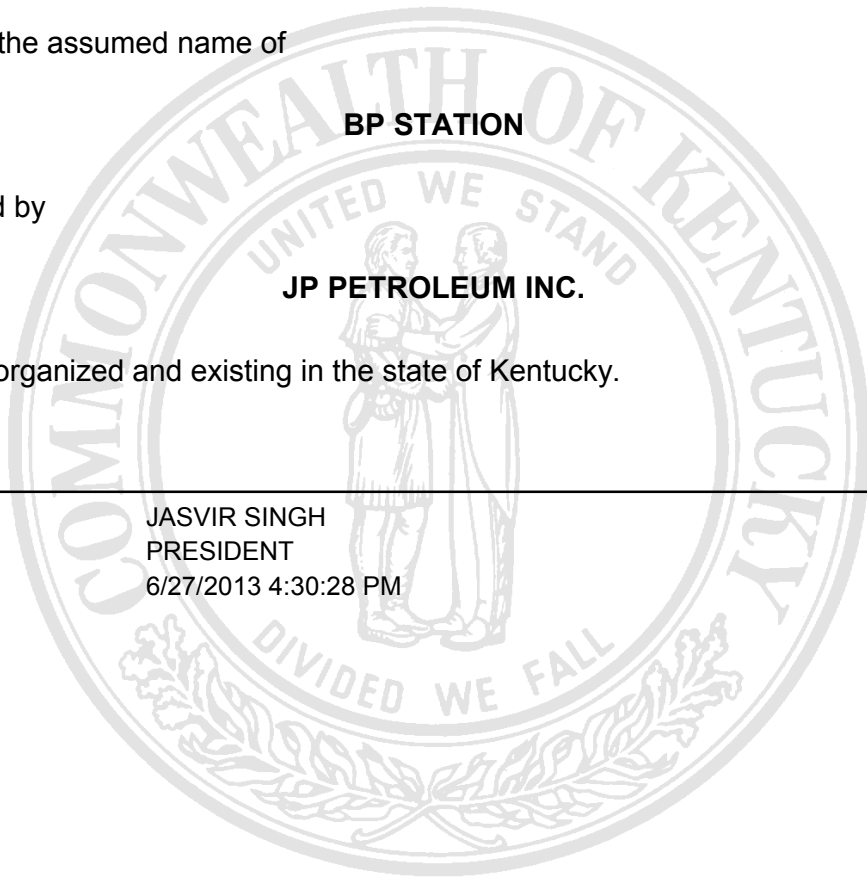 the assumed name of
BP STATION
d by
JP PETROLEUM INC.
organized and existing in the state of Kentucky.
JASVIR SINGH
PRESIDENT
6/27/2013 4:30:28 PM
COMMONWEALTH OF KENTUCKY
UNITED WE STAND
DIVIDED WE FALL